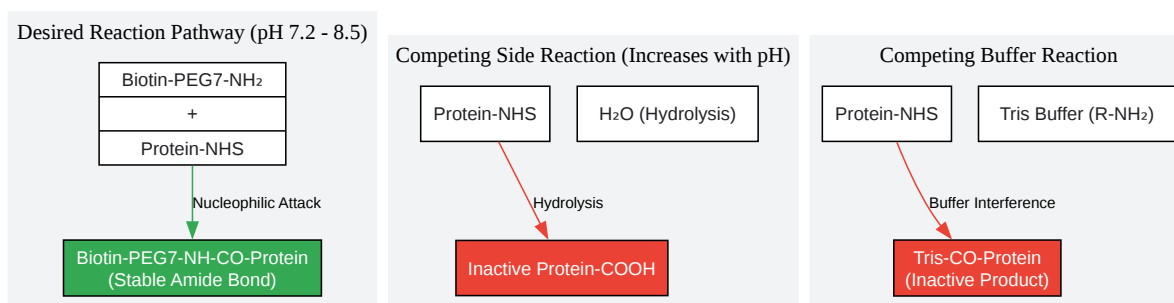 Desired Reaction Pathway (pH 7.2 - 8.5)
Biotin-PEG7-NH₂
+
Protein-NHS
Nucleophilic Attack
Biotin-PEG7-NH-CO-Protein
(Stable Amide Bond)
Competing Side Reaction (Increases with pH)
Protein-NHS
H₂O (Hydrolysis)
Hydrolysis
Inactive Protein-COOH
Competing Buffer Reaction
Protein-NHS
Tris Buffer (R-NH₂)
Buffer Interference
Tris-CO-Protein
(Inactive Product)